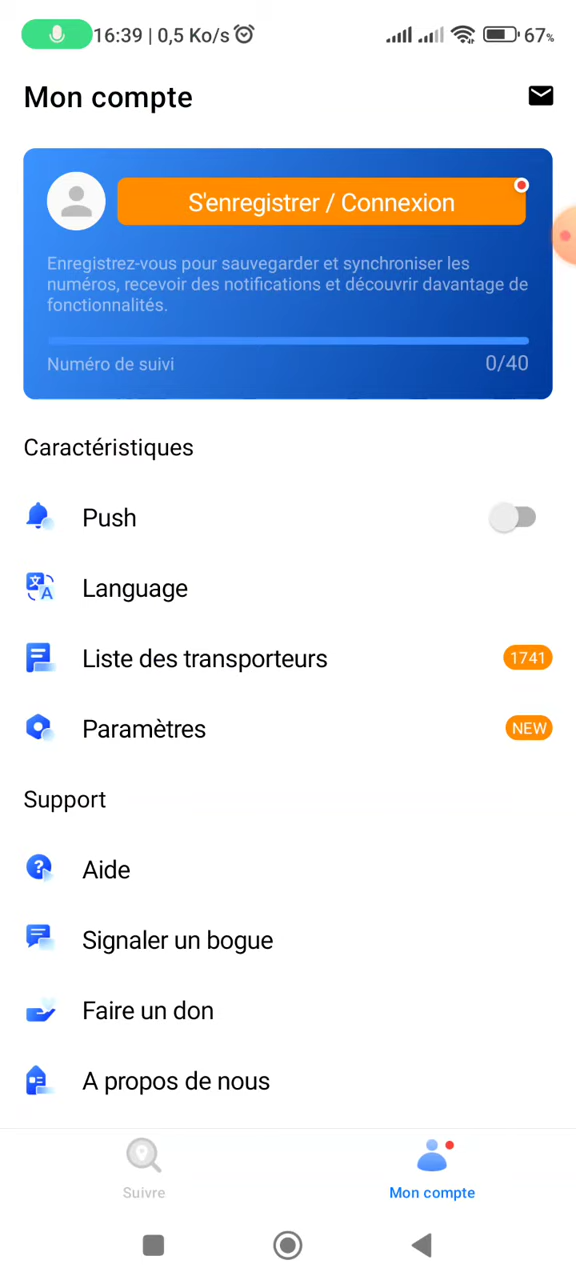 16:39 | 0,5 Ko/s 67%
Mon compte
S'enregistrer / Connexion
Enregistrez-vous pour sauvegarder et synchroniser les
numéros, recevoir des notifications et découvrir davantage de
fonctionnalités.
Numéro de suivi 0/40
Caractéristiques
Push
Language
Liste des transporteurs 1741
Paramètres NEW
Support
Aide
Signaler un bogue
Faire un don
A propos de nous
Suivre Mon compte